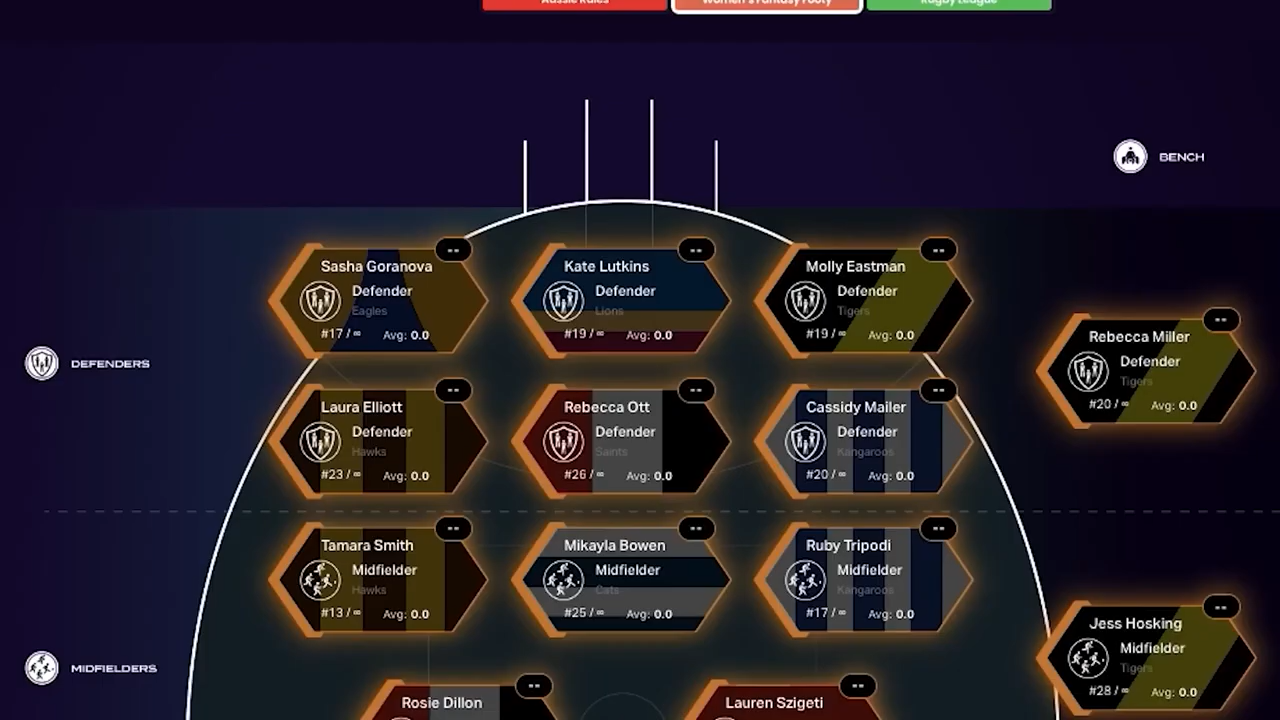 Aussie Rules
Women's Fantasy Footy
Rugby League
BENCH
--
Sasha Goranova
Defender
Eagles
#17 / ∞ Avg: 0.0
--
Kate Lutkins
Defender
Lions
#19 / ∞ Avg: 0.0
--
Molly Eastman
Defender
Tigers
#19 / ∞ Avg: 0.0
--
Rebecca Miller
Defender
Tigers
#20 / ∞ Avg: 0.0
DEFENDERS
--
Laura Elliott
Defender
Hawks
#23 / ∞ Avg: 0.0
--
Rebecca Ott
Defender
Saints
#26 / ∞ Avg: 0.0
--
Cassidy Mailer
Defender
Kangaroos
#20 / ∞ Avg: 0.0
--
Tamara Smith
Midfielder
Hawks
#13 / ∞ Avg: 0.0
--
Mikayla Bowen
Midfielder
Cats
#25 / ∞ Avg: 0.0
--
Ruby Tripodi
Midfielder
Kangaroos
#17 / ∞ Avg: 0.0
--
Jess Hosking
Midfielder
Tigers
#28 / ∞ Avg: 0.0
MIDFIELDERS
--
Rosie Dillon
--
Lauren Szigeti